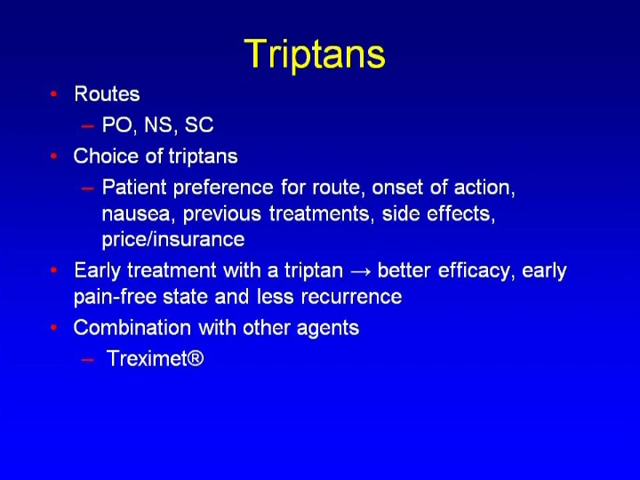 Triptans
• Routes
– PO, NS, SC
• Choice of triptans
– Patient preference for route, onset of action,
nausea, previous treatments, side effects,
price/insurance
• Early treatment with a triptan → better efficacy, early
pain-free state and less recurrence
• Combination with other agents
– Treximet®